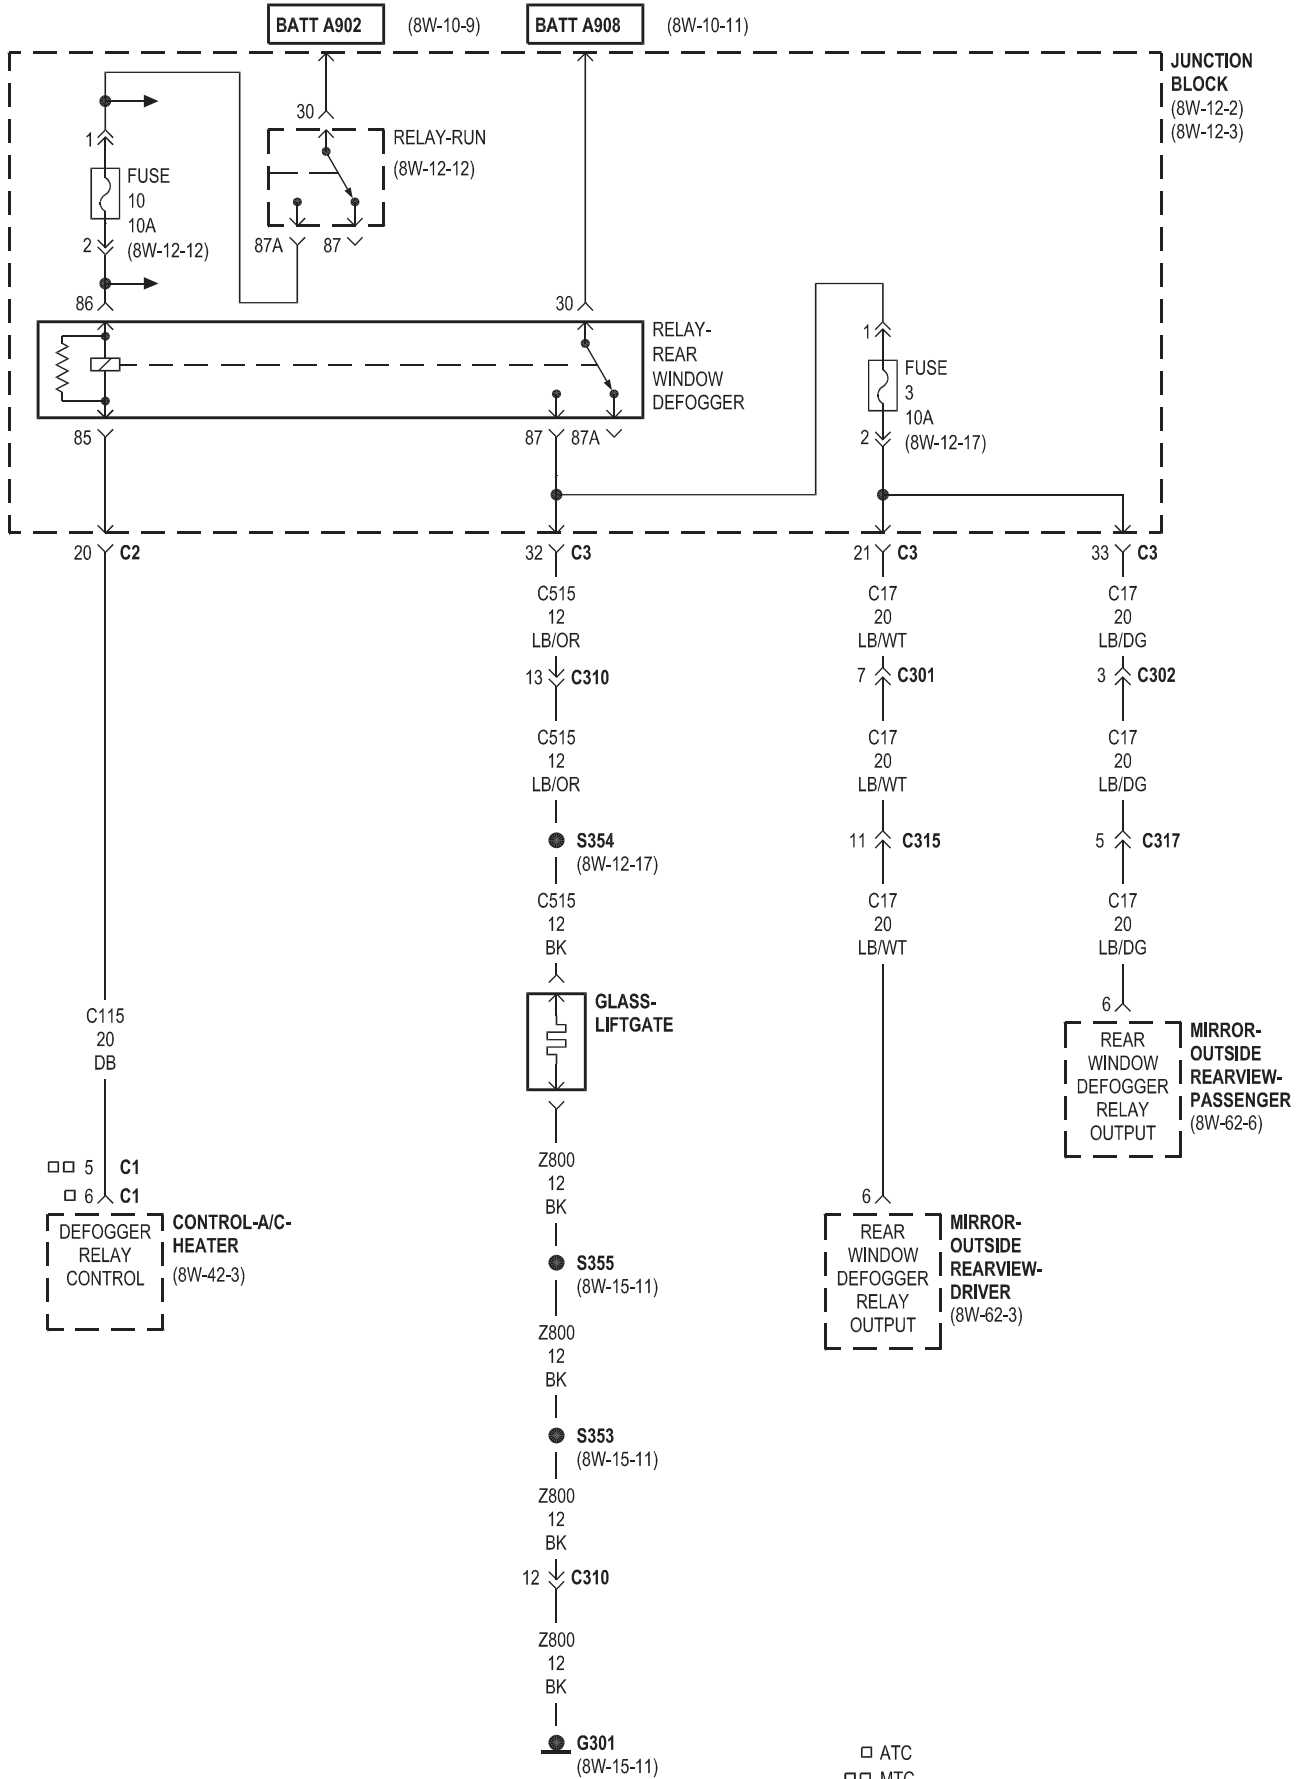 BATT A902 (8W-10-9) BATT A908 (8W-10-11)
JUNCTION
BLOCK
(8W-12-2)
(8W-12-3)
30
RELAY-RUN
(8W-12-12)
87A 87
1
FUSE
10
10A
(8W-12-12)
2
86 30
RELAY-
REAR
WINDOW
DEFOGGER
85 87 87A
1
FUSE
3
10A
(8W-12-17)
2
20 C2
32 C3
21 C3
33 C3
C515
12
LB/OR
13 C310
C515
12
LB/OR
S354
(8W-12-17)
C515
12
BK
GLASS-
LIFTGATE
C17
20
LB/WT
7 C301
C17
20
LB/WT
11 C315
C17
20
LB/WT
C17
20
LB/DG
3 C302
C17
20
LB/DG
5 C317
C17
20
LB/DG
6
REAR
WINDOW
DEFOGGER
RELAY
OUTPUT
MIRROR-
OUTSIDE
REARVIEW-
PASSENGER
(8W-62-6)
C115
20
DB
5 C1
6 C1
DEFOGGER
RELAY
CONTROL
CONTROL-A/C-
HEATER
(8W-42-3)
6
REAR
WINDOW
DEFOGGER
RELAY
OUTPUT
MIRROR-
OUTSIDE
REARVIEW-
DRIVER
(8W-62-3)
Z800
12
BK
S355
(8W-15-11)
Z800
12
BK
S353
(8W-15-11)
Z800
12
BK
12 C310
Z800
12
BK
G301
(8W-15-11)
ATC
MTC